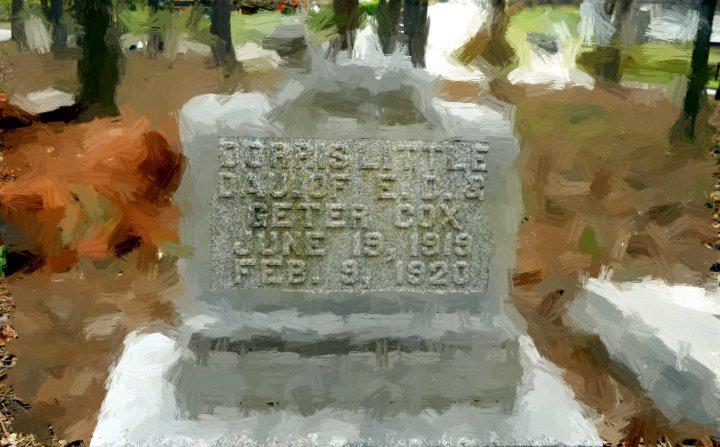 DORRIS LITTLE
DAU. OF E. C. &
GETER COX
JUNE 19, 1919
FEB. 9, 1920